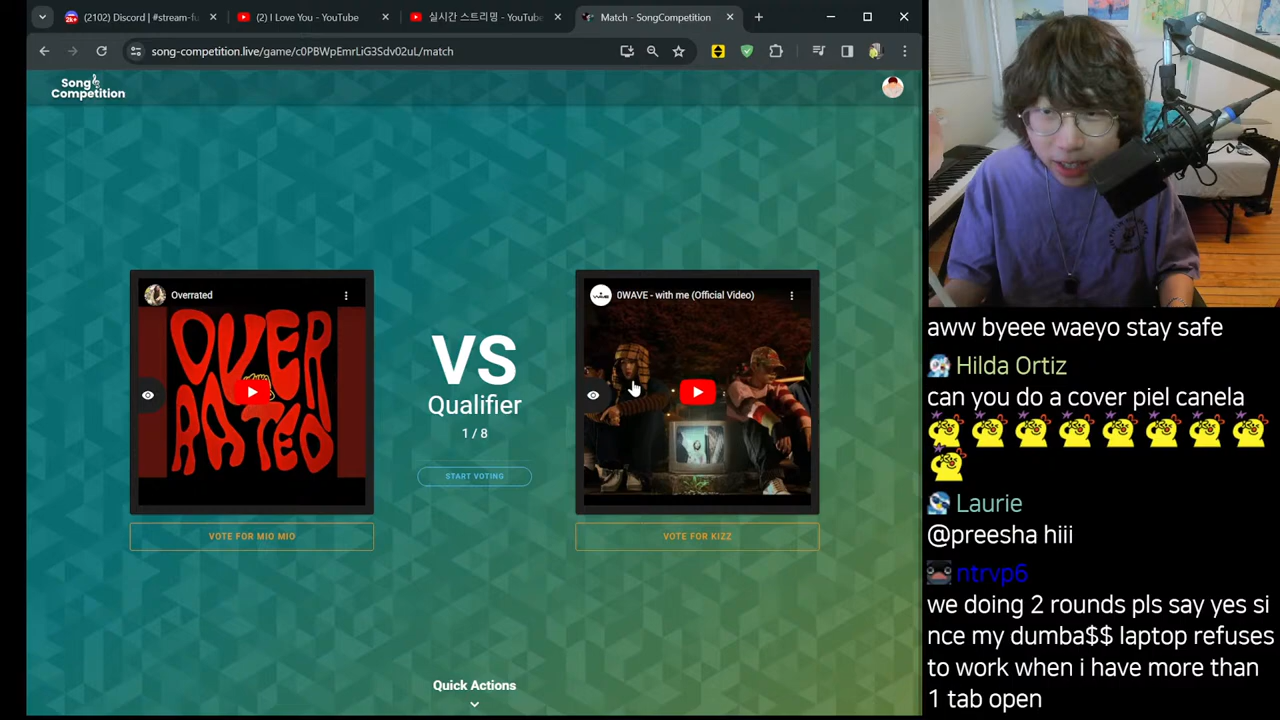 (2102) Discord | #stream-fu
(2) I Love You - YouTube
실시간 스트리밍 - YouTube
Match - SongCompetition
song-competition.live/game/c0PBWpEmrLiG3Sdv02uL/match
Song
Competition
Overrated
OVER
RATED
VS
Qualifier
1 / 8
START VOTING
0WAVE - with me (Official Video)
VOTE FOR MIO MIO
VOTE FOR KIZZ
Quick Actions
aww byeee waeyo stay safe
Hilda Ortiz
can you do a cover piel canela
Laurie
@preesha hiii
ntrvp6
we doing 2 rounds pls say yes si
nce my dumba$$ laptop refuses
to work when i have more than
1 tab open